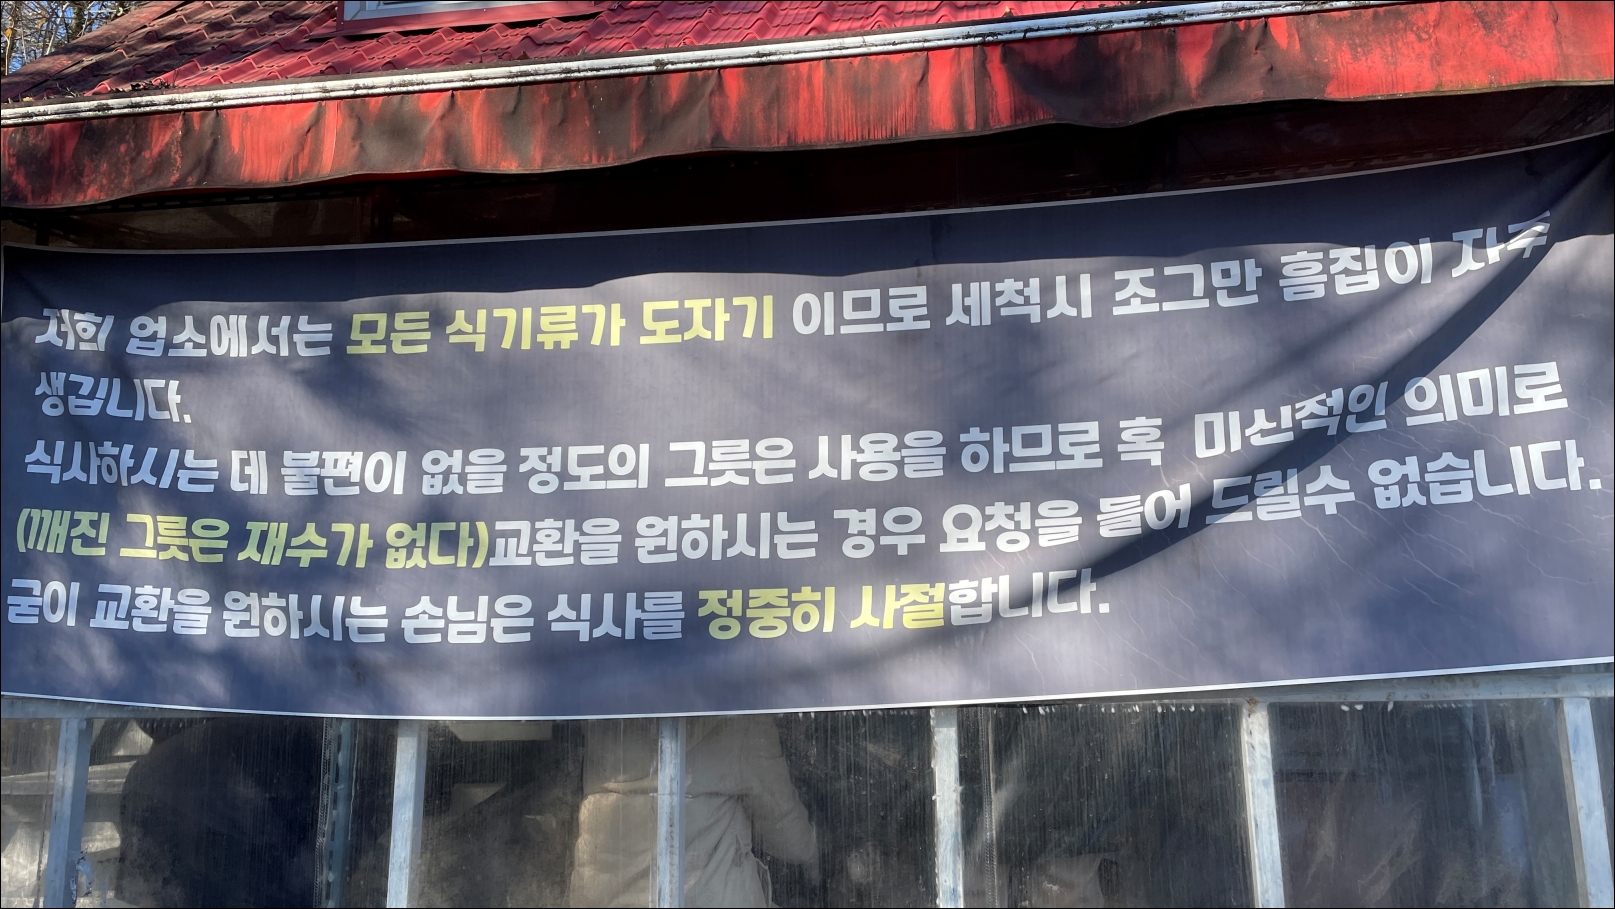 저희 업소에서는 모든 식기류가 도자기 이므로 세척시 조그만 흠집이 자주
생깁니다.
식사하시는 데 불편이 없을 정도의 그릇은 사용을 하므로 혹 미신적인 의미로
(깨진 그릇은 재수가 없다)교환을 원하시는 경우 요청을 들어 드릴수 없습니다.
굳이 교환을 원하시는 손님은 식사를 정중히 사절합니다.